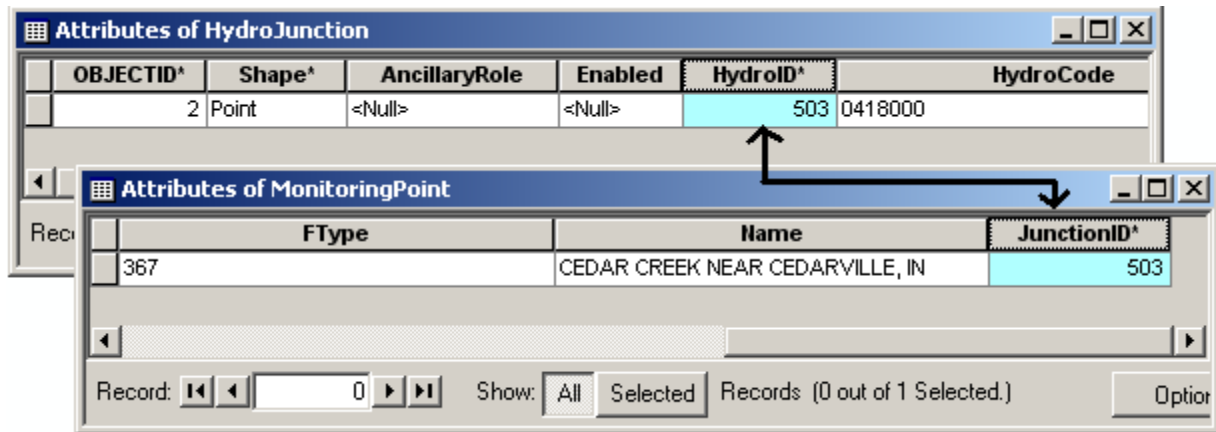 Attributes of HydroJunction
OBJECTID* Shape* AncillaryRole Enabled HydroID* HydroCode
2 Point <Null> <Null> 503 0418000
Attributes of MonitoringPoint
FType Name JunctionID*
367 CEDAR CREEK NEAR CEDARVILLE, IN 503
Record: 0 Show: All Selected Records (0 out of 1 Selected.)